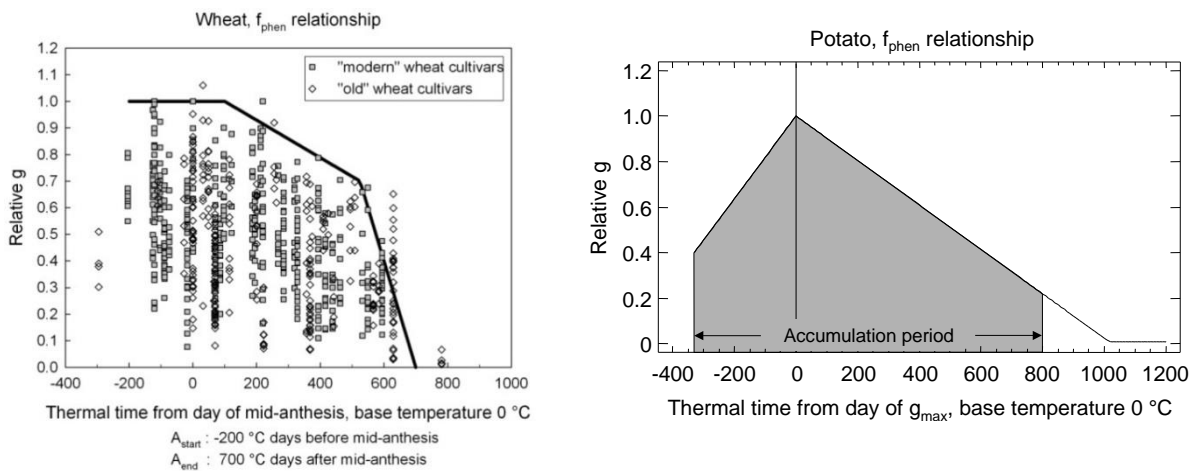 Wheat, fphen relationship
1.2
1.1
1.0
0.9
0.8
0.7
0.6
0.5
0.4
0.3
0.2
0.1
0.0
Relative g
"modern" wheat cultivars
"old" wheat cultivars
-400 -200 0 200 400 600 800 1000
Thermal time from day of mid-anthesis, base temperature 0 °C
Astart : -200 °C days before mid-anthesis
Aend : 700 °C days after mid-anthesis
Potato, fphen relationship
1.2
1.0
0.8
0.6
0.4
0.2
0
Relative g
Accumulation period
-400 -200 0 200 400 600 800 1000 1200
Thermal time from day of gmax, base temperature 0 °C